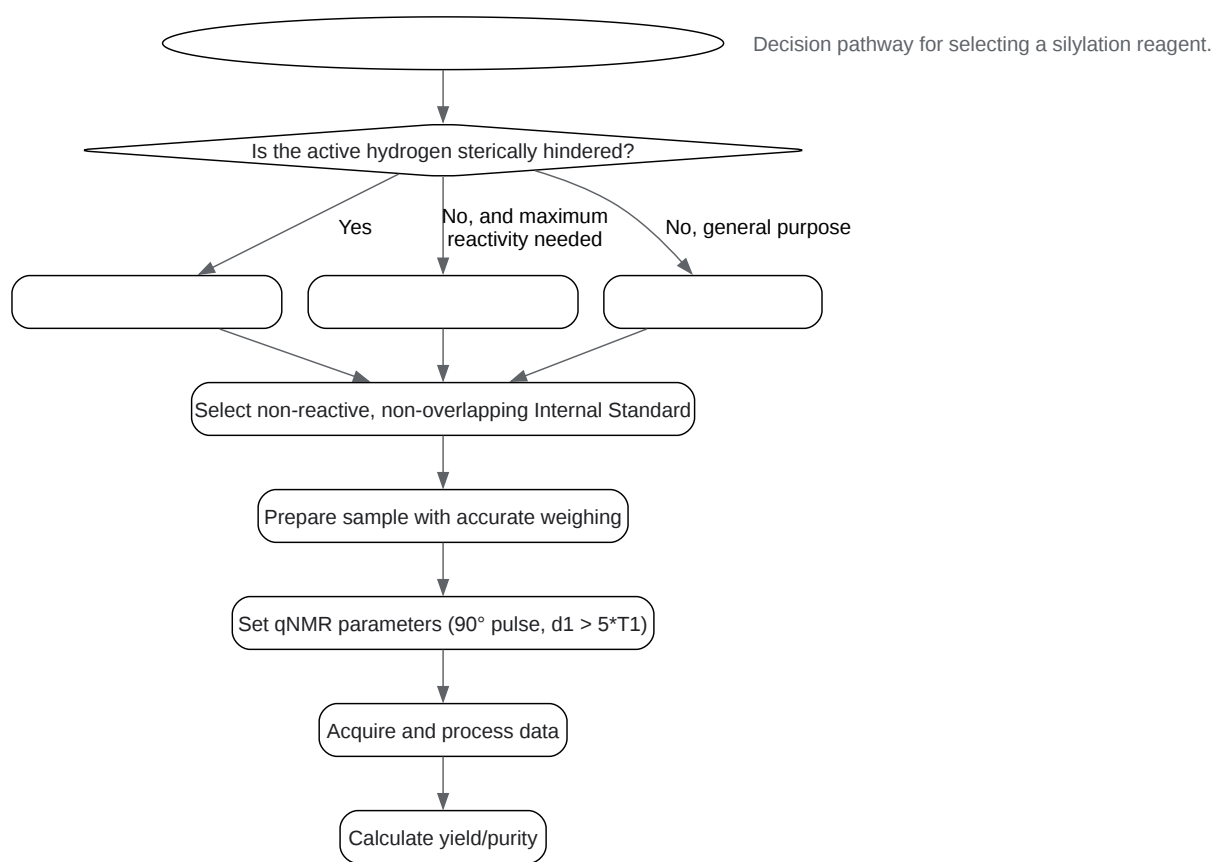 Decision pathway for selecting a silylation reagent.
Is the active hydrogen sterically hindered?
Yes
No, and maximum
reactivity needed
No, general purpose
Select non-reactive, non-overlapping Internal Standard
Prepare sample with accurate weighing
Set qNMR parameters (90° pulse, d1 > 5*T1)
Acquire and process data
Calculate yield/purity